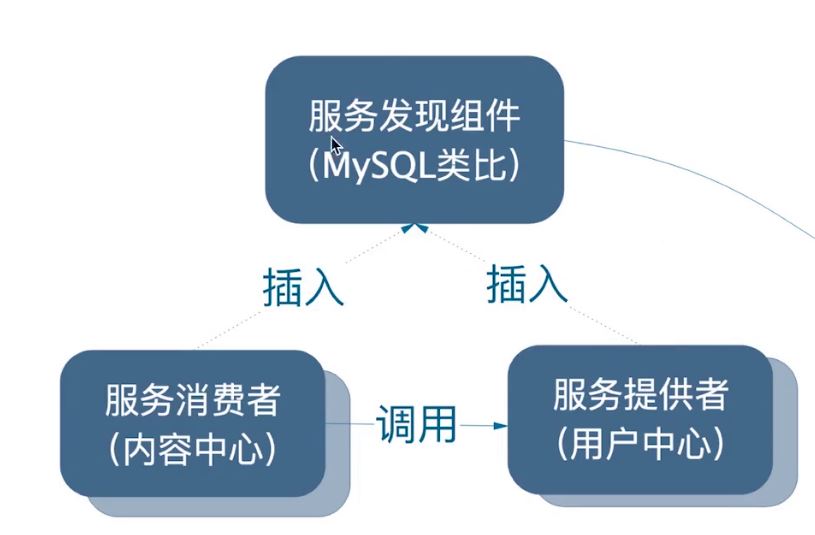 服务发现组件
（MySQL类比）
插入
插入
服务消费者
（内容中心）
调用
服务提供者
（用户中心）